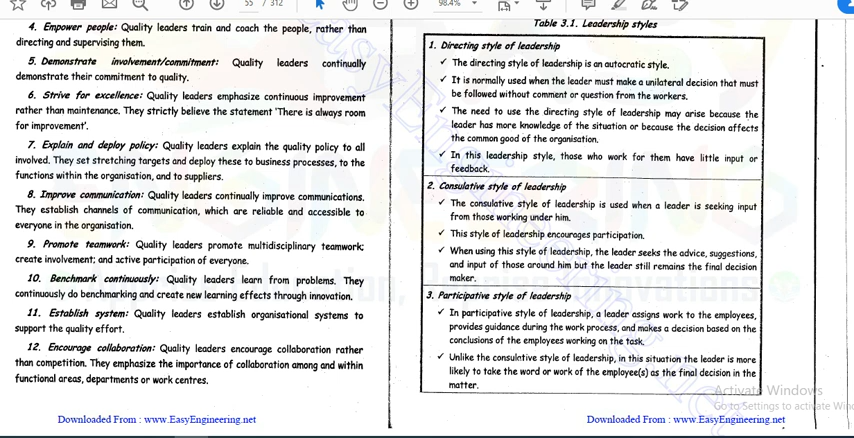 55 / 312
98.4%
4. Empower people: Quality leaders train and coach the people, rather than
directing and supervising them.
5. Demonstrate involvement/commitment: Quality leaders continually
demonstrate their commitment to quality.
6. Strive for excellence: Quality leaders emphasize continuous improvement
rather than maintenance. They strictly believe the statement 'There is always room
for improvement'.
7. Explain and deploy policy: Quality leaders explain the quality policy to all
involved. They set stretching targets and deploy these to business processes, to the
functions within the organisation, and to suppliers.
8. Improve communication: Quality leaders continually improve communications.
They establish channels of communication, which are reliable and accessible to
everyone in the organisation.
9. Promote teamwork: Quality leaders promote multidisciplinary teamwork;
create involvement; and active participation of everyone.
10. Benchmark continuously: Quality leaders learn from problems. They
continuously do benchmarking and create new learning effects through innovation.
11. Establish system: Quality leaders establish organisational systems to
support the quality effort.
12. Encourage collaboration: Quality leaders encourage collaboration rather
than competition. They emphasize the importance of collaboration among and within
functional areas, departments or work centres.
Downloaded From : www.EasyEngineering.net
Table 3.1. Leadership styles
1. Directing style of leadership
✓ The directing style of leadership is an autocratic style.
✓ It is normally used when the leader must make a unilateral decision that must
be followed without comment or question from the workers.
✓ The need to use the directing style of leadership may arise because the
leader has more knowledge of the situation or because the decision affects
the common good of the organisation.
✓ In this leadership style, those who work for them have little input or
feedback.
2. Consulative style of leadership
✓ The consulative style of leadership is used when a leader is seeking input
from those working under him.
✓ This style of leadership encourages participation.
✓ When using this style of leadership, the leader seeks the advice, suggestions,
and input of those around him but the leader still remains the final decision
maker.
3. Participative style of leadership
✓ In participative style of leadership, a leader assigns work to the employees,
provides guidance during the work process, and makes a decision based on the
conclusions of the employees working on the task.
✓ Unlike the consulative style of leadership, in this situation the leader is more
likely to take the word or work of the employee(s) as the final decision in the
matter.
Activate Windows
Go to Settings to activate Win
Downloaded From : www.EasyEngineering.net